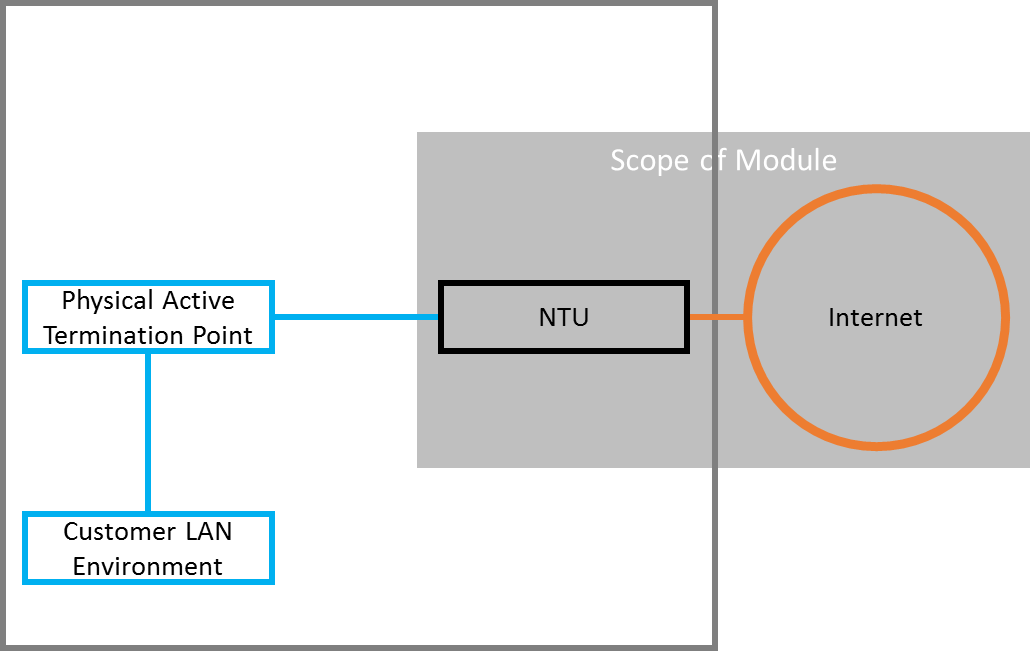 Scope of Module
Physical Active
Termination Point
NTU
Internet
Customer LAN
Environment